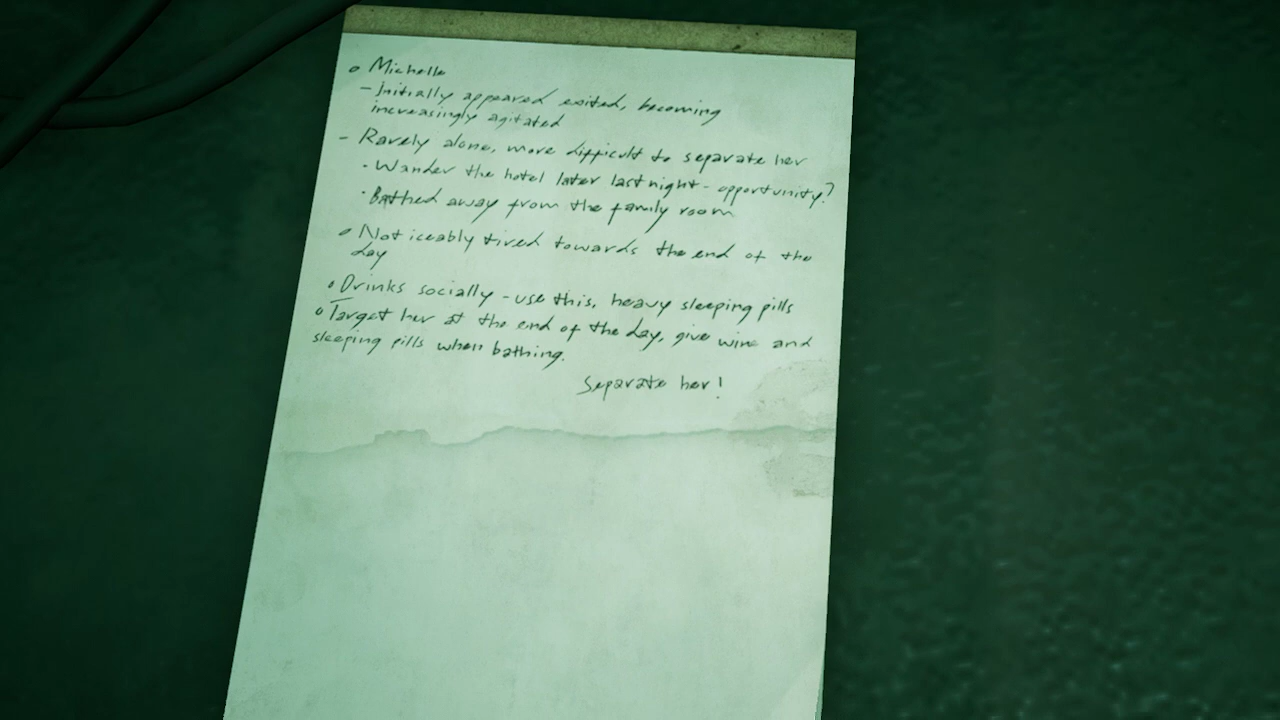 o Michelle
- Initially appeared exited, becoming
increasingly agitated
- Rarely alone, more difficult to separate her
· Wander the hotel later last night - opportunity?
· Bathed away from the family room
o Noticeably tired towards the end of the
day
o Drinks socially - use this, heavy sleeping pills
o Target her at the end of the day, give wine and
sleeping pills when bathing.
Separate her!